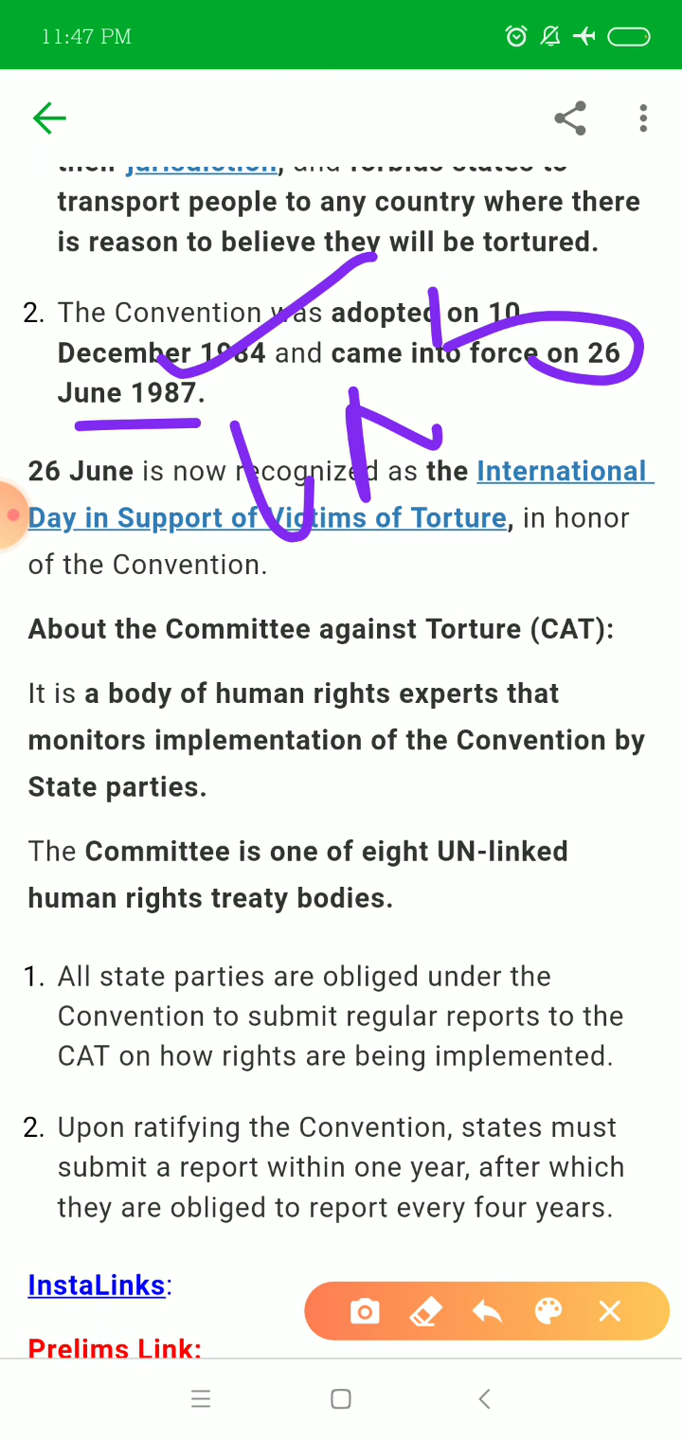 11:47 PM
their jurisdiction, and forbids states to
transport people to any country where there
is reason to believe they will be tortured.
2. The Convention was adopted on 10
December 1984 and came into force on 26
June 1987.
UN
26 June is now recognized as the International
Day in Support of Victims of Torture, in honor
of the Convention.
About the Committee against Torture (CAT):
It is a body of human rights experts that
monitors implementation of the Convention by
State parties.
The Committee is one of eight UN-linked
human rights treaty bodies.
1. All state parties are obliged under the
Convention to submit regular reports to the
CAT on how rights are being implemented.
2. Upon ratifying the Convention, states must
submit a report within one year, after which
they are obliged to report every four years.
InstaLinks:
Prelims Link: